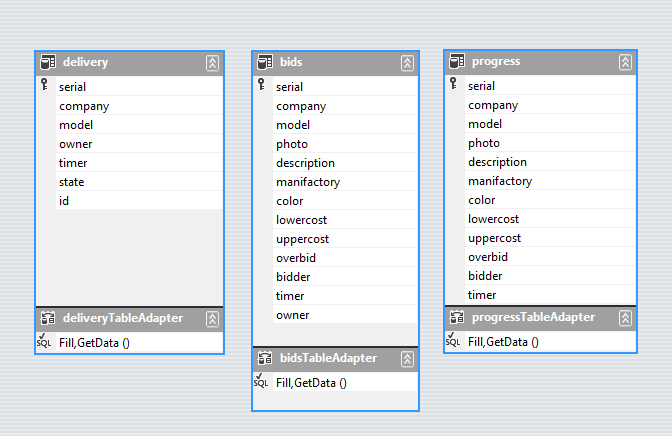 delivery
serial
company
model
owner
timer
state
id
deliveryTableAdapter
SQL
Fill,GetData ()
bids
serial
company
model
photo
description
manifactory
color
lowercost
uppercost
overbid
bidder
timer
owner
bidsTableAdapter
SQL
Fill,GetData ()
progress
serial
company
model
photo
description
manifactory
color
lowercost
uppercost
overbid
bidder
timer
progressTableAdapter
SQL
Fill,GetData ()